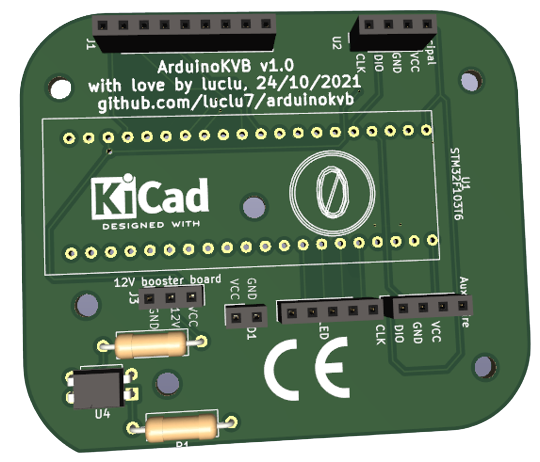 J1
U2
CLK
DIO
GND
VCC
ArduinoKVB v1.0
with love by luclu, 24/10/2021
github.com/luclu7/arduinokvb
U1
STM32F103T6
KiCad
DESIGNED WITH
12V booster board
J3
GND
12V
VCC
VCC
GND
D1
LED
CLK
DIO
GND
VCC
CE
U4
R1